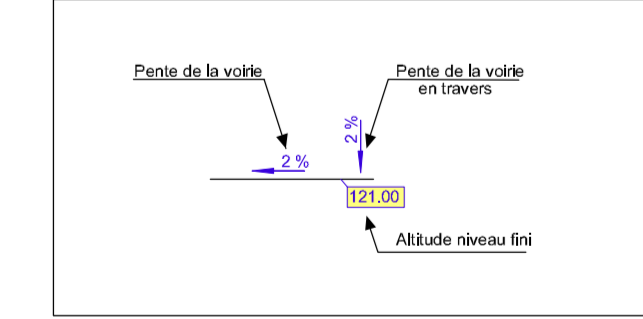 Pente de la voirie
Pente de la voirie
en travers
2 %
2 %
121.00
Altitude niveau fini